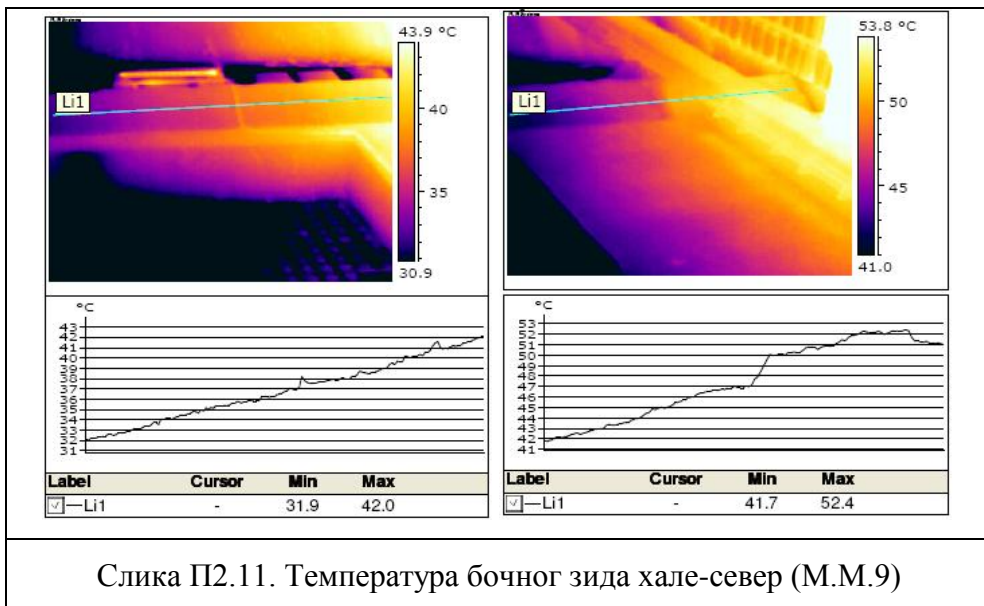 43.9 °C
Li1
40
35
30.9
53.8 °C
Li1
50
45
41.0
°C
43
42
41
40
39
38
37
36
35
34
33
32
31
Label Cursor Min Max
Li1 - 31.9 42.0
°C
53
52
51
50
49
48
47
46
45
44
43
42
41
Label Cursor Min Max
Li1 - 41.7 52.4
Слика П2.11. Температура бочног зида хале-север (М.М.9)